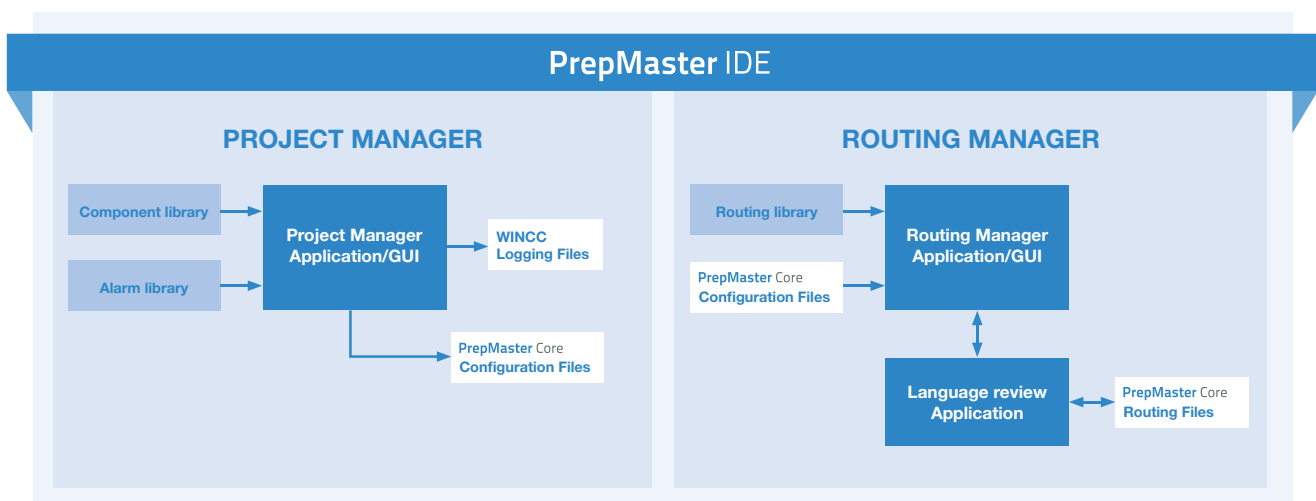 PrepMaster IDE
PROJECT MANAGER
Component library
Alarm library
Project Manager
Application/GUI
WINCC
Logging Files
PrepMaster Core
Configuration Files
ROUTING MANAGER
Routing library
PrepMaster Core
Configuration Files
Routing Manager
Application/GUI
Language review
Application
PrepMaster Core
Routing Files